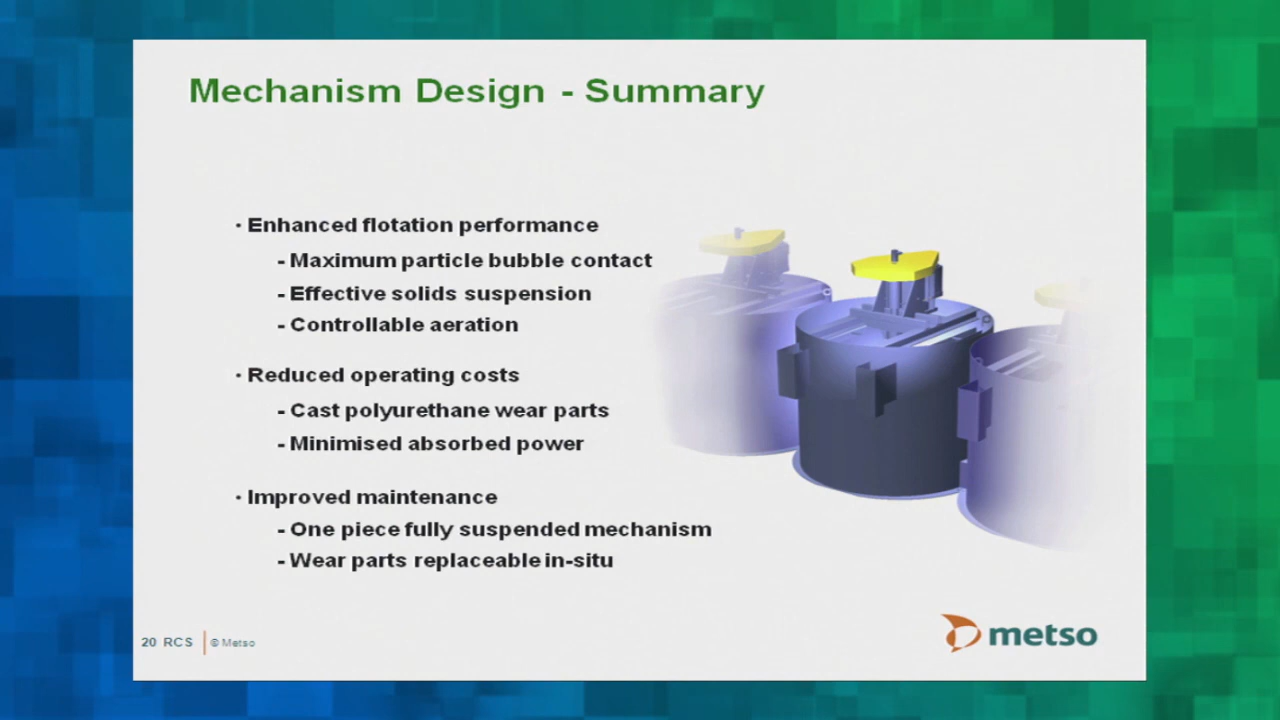 Mechanism Design - Summary
· Enhanced flotation performance
- Maximum particle bubble contact
- Effective solids suspension
- Controllable aeration
· Reduced operating costs
- Cast polyurethane wear parts
- Minimised absorbed power
· Improved maintenance
- One piece fully suspended mechanism
- Wear parts replaceable in-situ
20 RCS | © Metso
metso